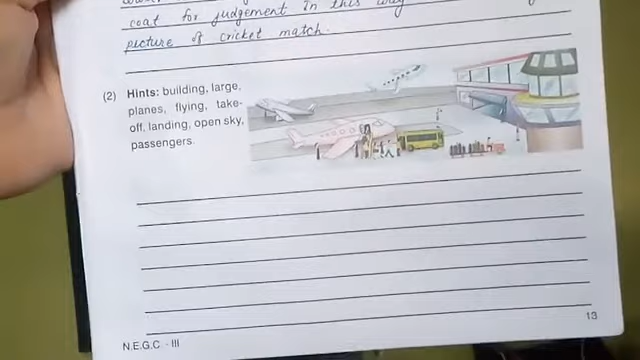 coat for judgement in this way
picture of cricket match.
(2) Hints: building, large,
planes, flying, take-
off, landing, open sky,
passengers.
13
N.E.G.C - III